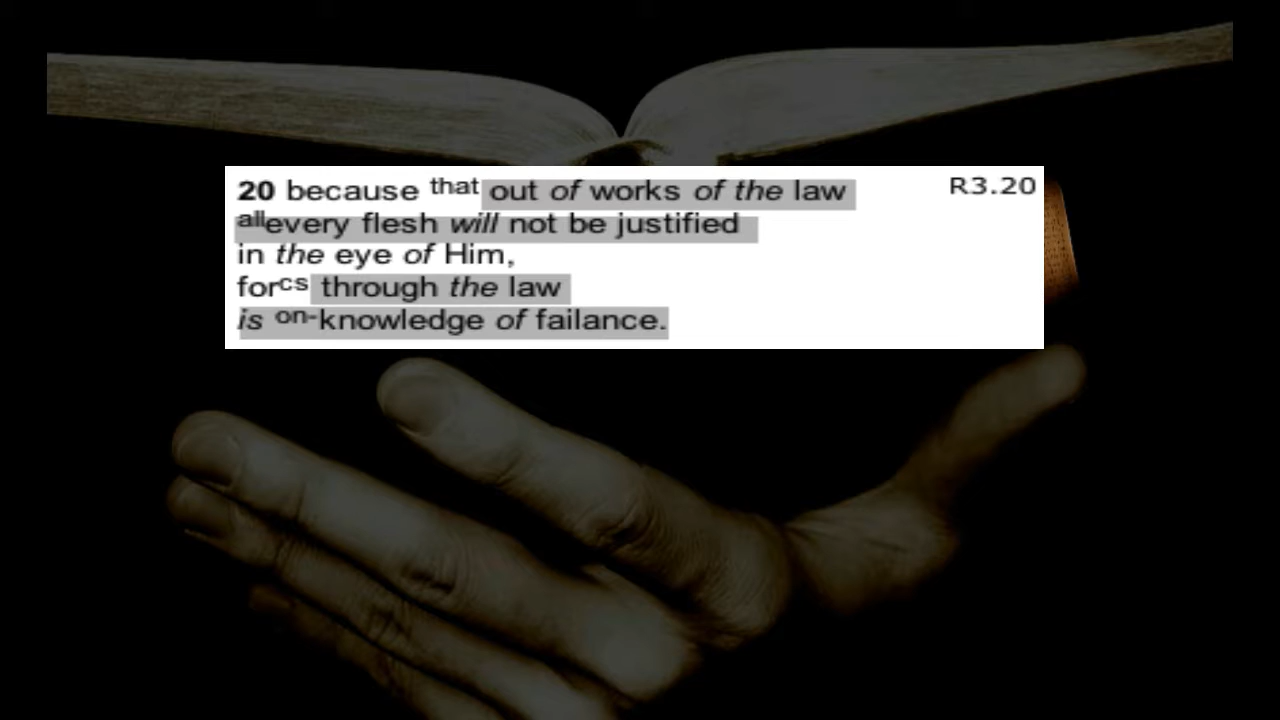 20 because that out of works of the law R3.20
allevery flesh will not be justified
in the eye of Him,
forcs through the law
is on-knowledge of failance.